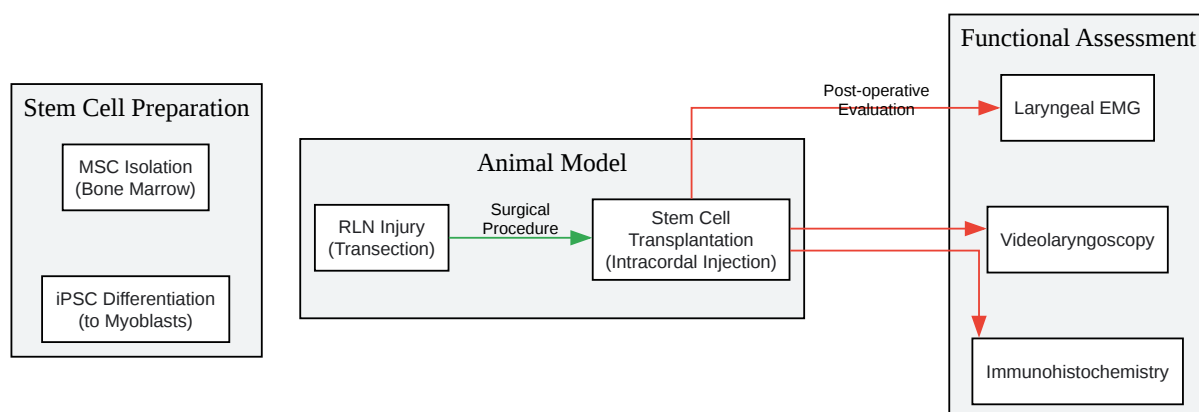 Stem Cell Preparation
MSC Isolation
(Bone Marrow)
iPSC Differentiation
(to Myoblasts)
Animal Model
RLN Injury
(Transection)
Surgical
Procedure
Stem Cell
Transplantation
(Intracordal Injection)
Post-operative
Evaluation
Functional Assessment
Laryngeal EMG
Videolaryngoscopy
Immunohistochemistry